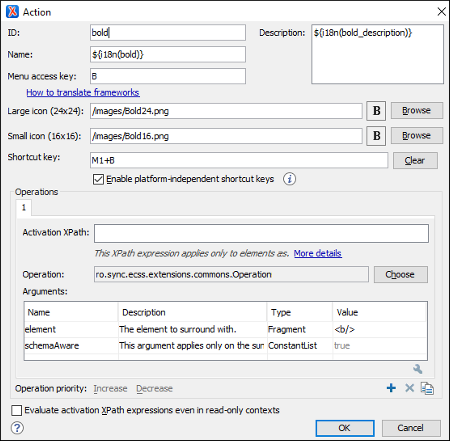 Action
ID:
bold
Description:
${i18n(bold_description)}
Name:
${i18n(bold)}
Menu access key:
B
How to translate frameworks
Large icon (24x24):
/images/Bold24.png
B
Browse
Small icon (16x16):
/images/Bold16.png
B
Browse
Shortcut key:
M1+B
Clear
Enable platform-independent shortcut keys
Operations
1
Activation XPath:
This XPath expression applies only to elements as. More details
Operation:
ro.sync.ecss.extensions.commons.Operation
Choose
Arguments:
Name Description Type Value
element The element to surround with. Fragment <b/>
schemaAware This argument applies only on the sur ConstantList true
Operation priority: Increase Decrease
Evaluate activation XPath expressions even in read-only contexts
?
OK
Cancel